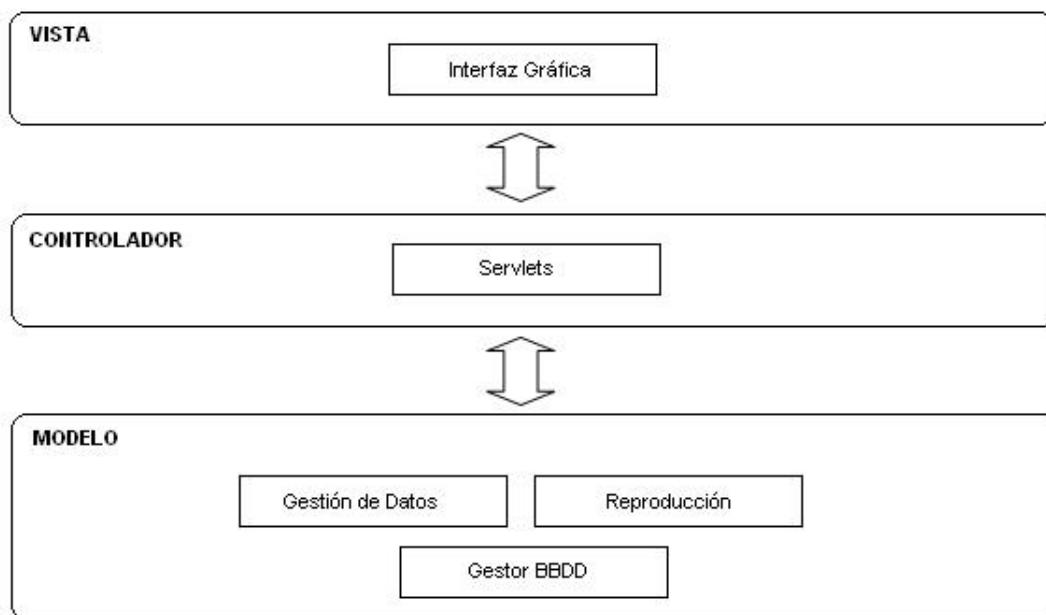 VISTA
Interfaz Gráfica
CONTROLADOR
Servlets
MODELO
Gestión de Datos
Reproducción
Gestor BBDD